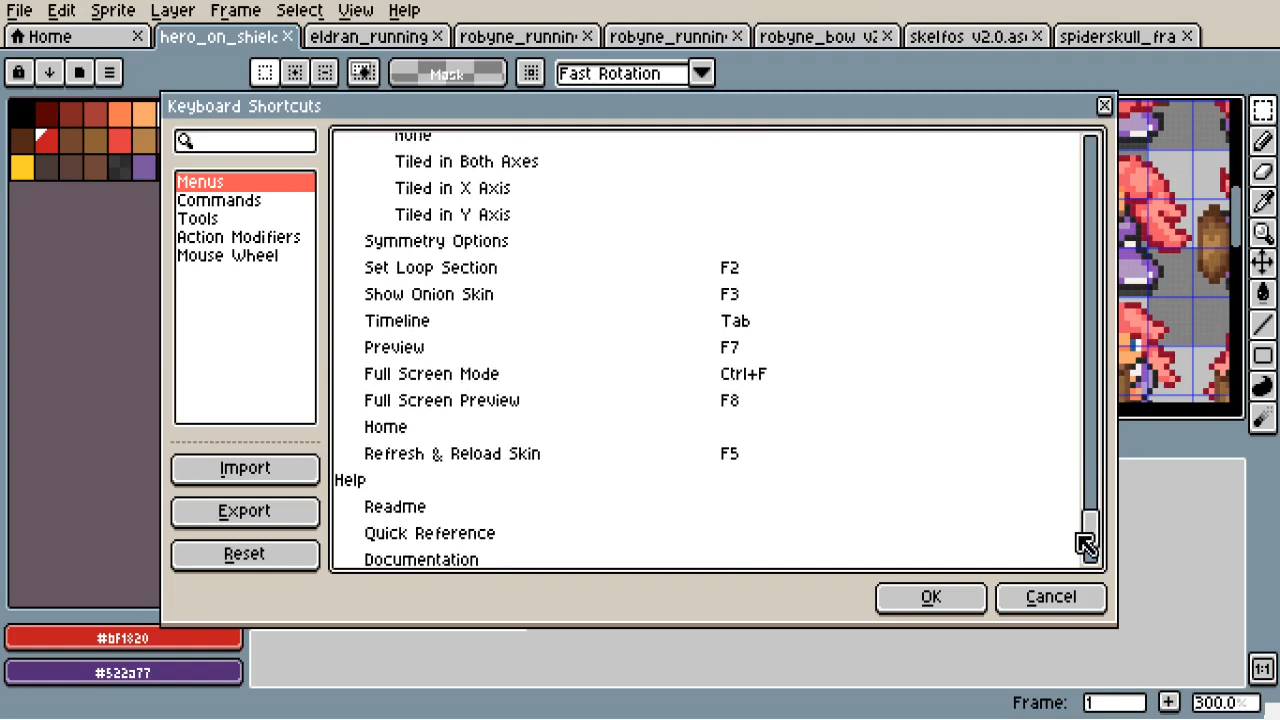 File Edit Sprite Layer Frame Select View Help
Home hero_on_shield eldran_running robyne_runnin robyne_runnin robyne_bow v2 skelfos v2.0.as spiderskull_fra
Mask Fast Rotation
Keyboard Shortcuts
None
Menus
Commands
Tools
Action Modifiers
Mouse Wheel
Import
Export
Reset
Tiled in Both Axes
Tiled in X Axis
Tiled in Y Axis
Symmetry Options
Set Loop Section F2
Show Onion Skin F3
Timeline Tab
Preview F7
Full Screen Mode Ctrl+F
Full Screen Preview F8
Home
Refresh & Reload Skin F5
Help
Readme
Quick Reference
Documentation
OK Cancel
#bf1820
#522a77
1:1
Frame: 1 + 300.0%